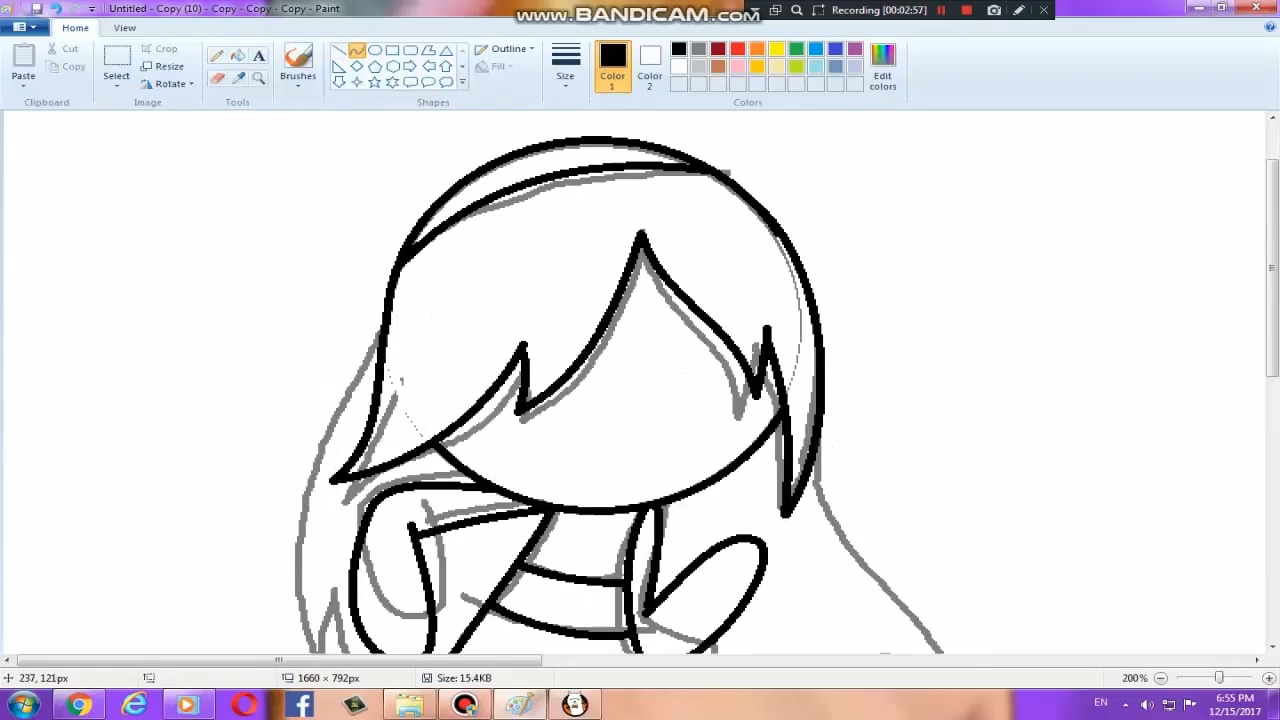 Untitled - Copy (10) - Copy - Copy - Copy - Paint
www.BANDICAM.com
Recording [00:02:57]
Home
View
Paste
Cut
Copy
Clipboard
Select
Crop
Resize
Rotate
Image
A
Tools
Brushes
Outline
Fill
Shapes
Size
Color
1
Color
2
Edit
colors
Colors
237, 121px
1660 × 792px
Size: 15.4KB
200%
EN
6:55 PM
12/15/2017